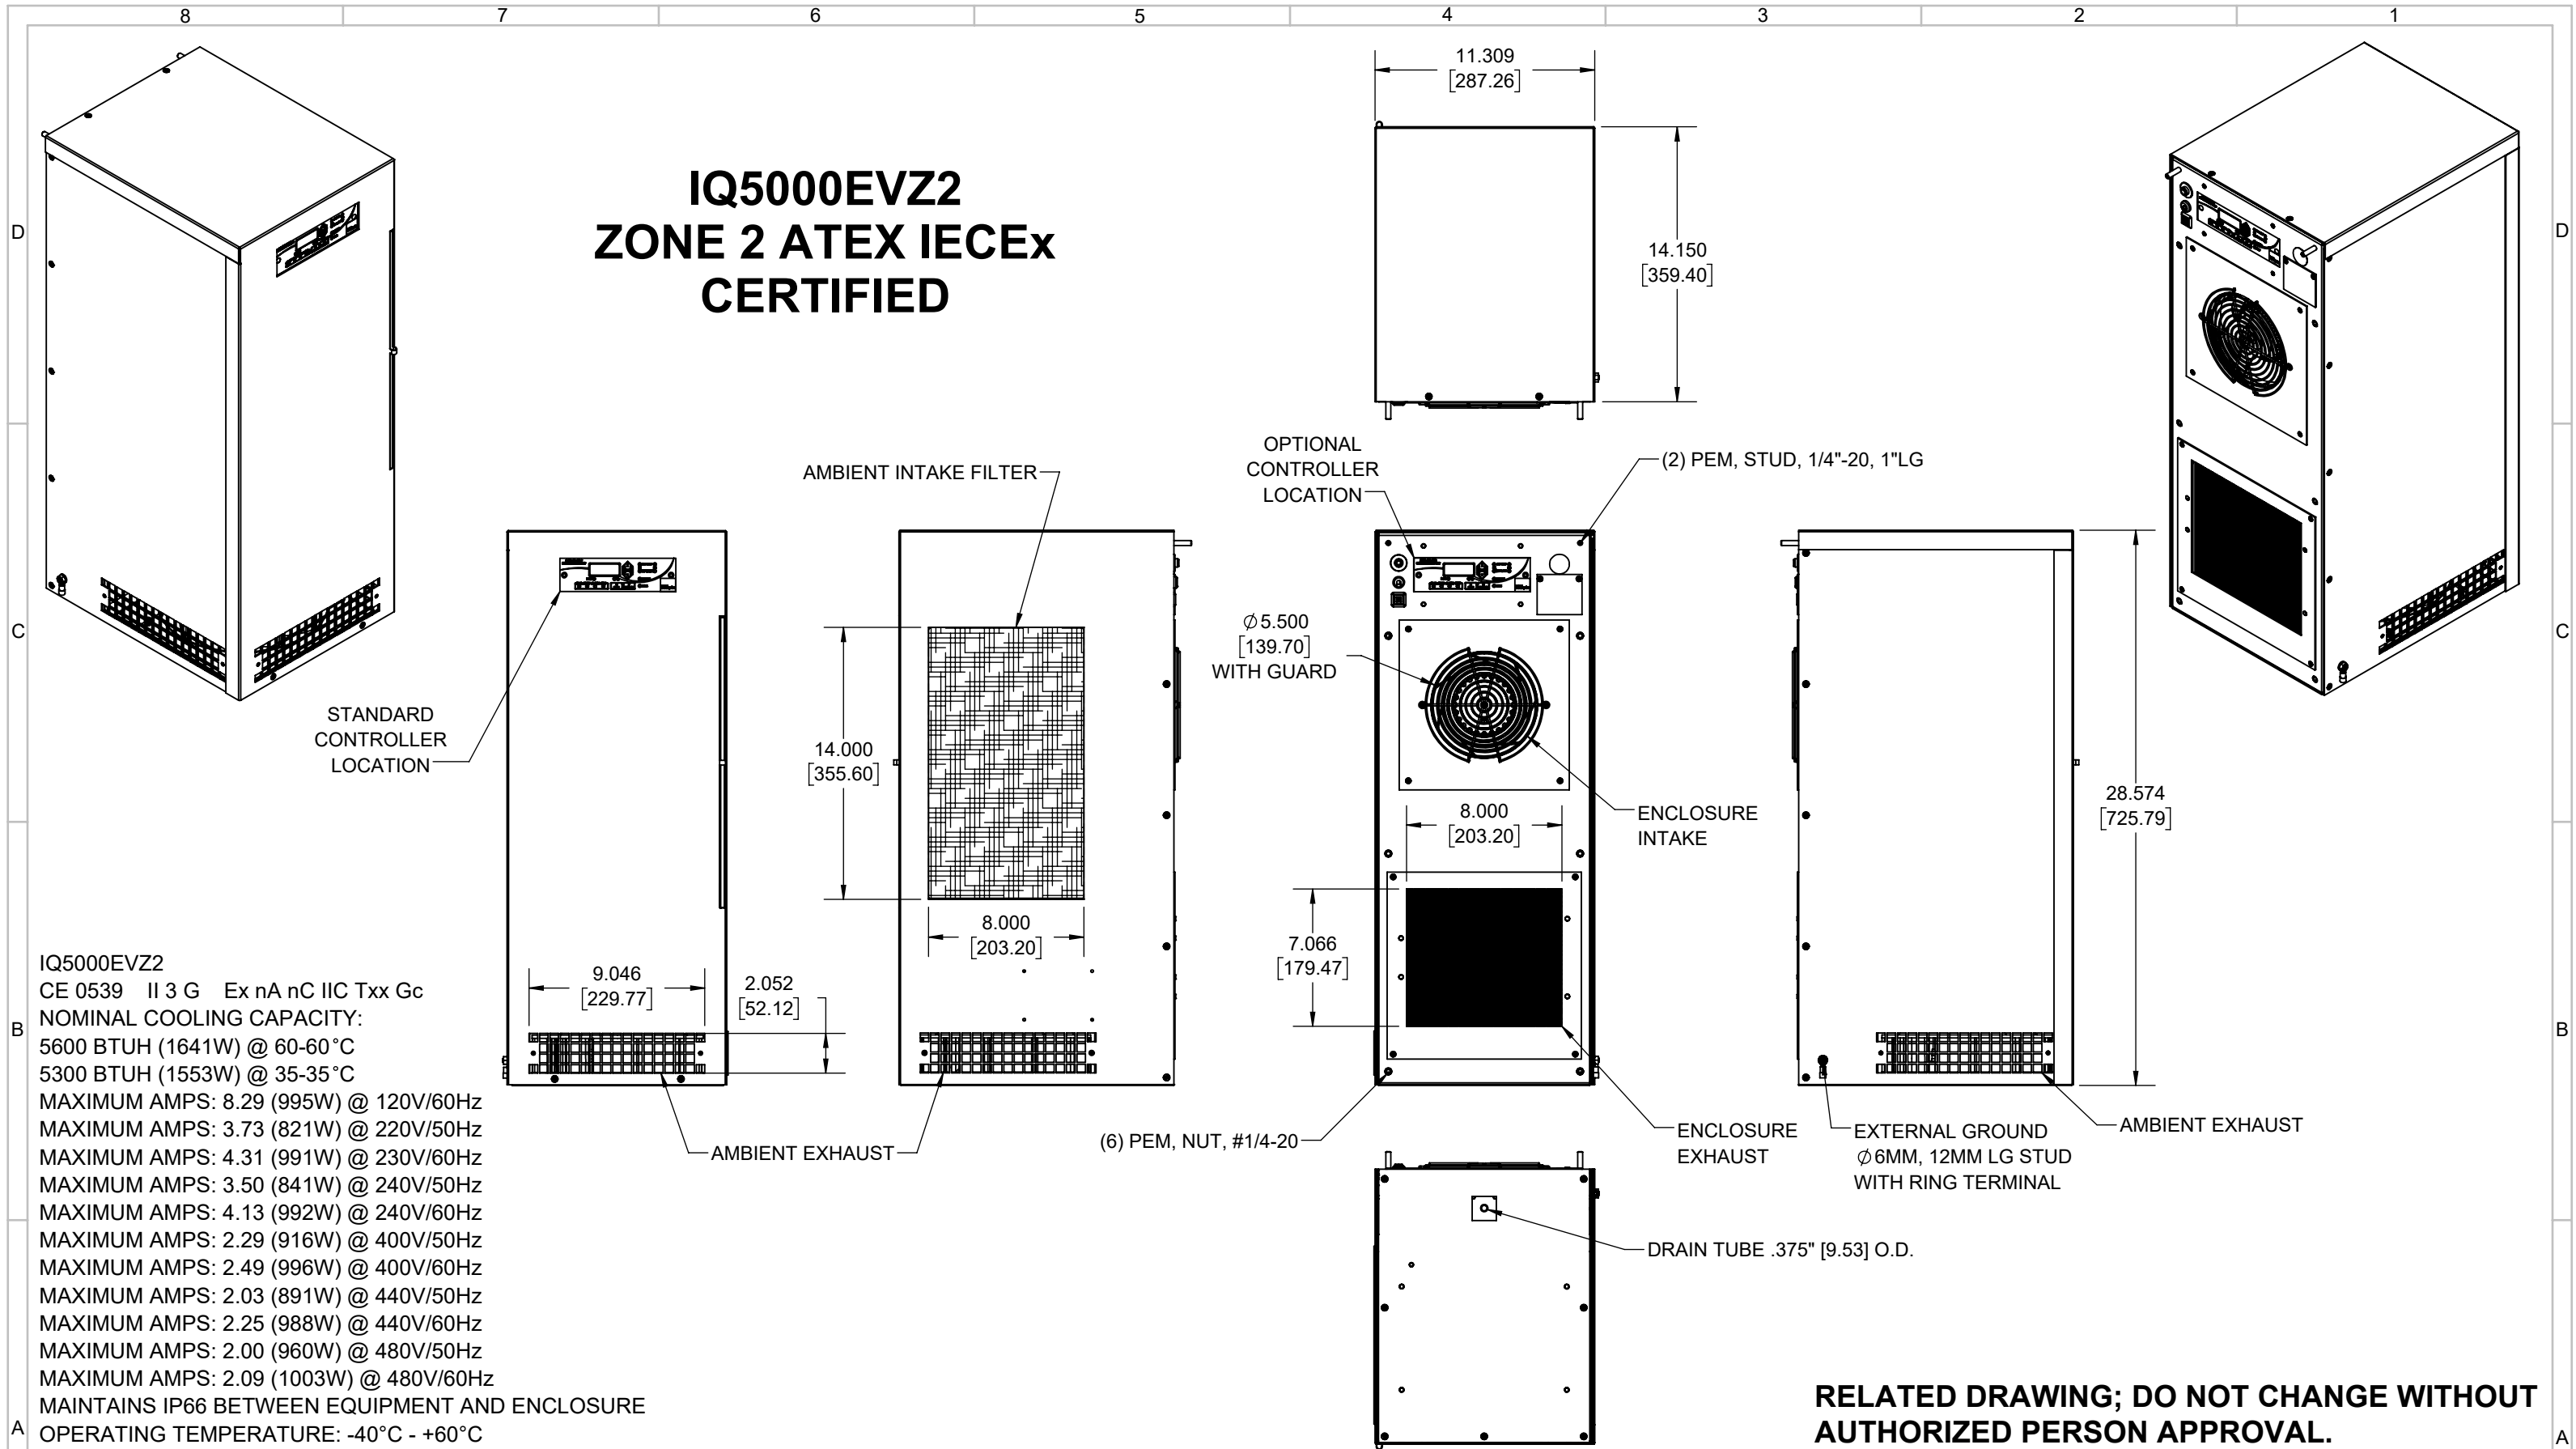 8 7 6 5 4 3 2 1
D
D
C
C
B
B
A
A
IQ5000EVZ2
ZONE 2 ATEX IECEx
CERTIFIED
11.309
[287.26]
14.150
[359.40]
AMBIENT INTAKE FILTER
OPTIONAL
CONTROLLER
LOCATION
(2) PEM, STUD, 1/4"-20, 1"LG
STANDARD
CONTROLLER
LOCATION
14.000
[355.60]
8.000
[203.20]
⌀5.500
[139.70]
WITH GUARD
8.000
[203.20]
ENCLOSURE
INTAKE
7.066
[179.47]
28.574
[725.79]
9.046
[229.77]
2.052
[52.12]
AMBIENT EXHAUST
(6) PEM, NUT, #1/4-20
ENCLOSURE
EXHAUST
EXTERNAL GROUND
⌀6MM, 12MM LG STUD
WITH RING TERMINAL
AMBIENT EXHAUST
DRAIN TUBE .375" [9.53] O.D.
IQ5000EVZ2
CE 0539 II 3 G Ex nA nC IIC Txx Gc
NOMINAL COOLING CAPACITY:
5600 BTUH (1641W) @ 60-60°C
5300 BTUH (1553W) @ 35-35°C
MAXIMUM AMPS: 8.29 (995W) @ 120V/60Hz
MAXIMUM AMPS: 3.73 (821W) @ 220V/50Hz
MAXIMUM AMPS: 4.31 (991W) @ 230V/60Hz
MAXIMUM AMPS: 3.50 (841W) @ 240V/50Hz
MAXIMUM AMPS: 4.13 (992W) @ 240V/60Hz
MAXIMUM AMPS: 2.29 (916W) @ 400V/50Hz
MAXIMUM AMPS: 2.49 (996W) @ 400V/60Hz
MAXIMUM AMPS: 2.03 (891W) @ 440V/50Hz
MAXIMUM AMPS: 2.25 (988W) @ 440V/60Hz
MAXIMUM AMPS: 2.00 (960W) @ 480V/50Hz
MAXIMUM AMPS: 2.09 (1003W) @ 480V/60Hz
MAINTAINS IP66 BETWEEN EQUIPMENT AND ENCLOSURE
OPERATING TEMPERATURE: -40°C - +60°C
RELATED DRAWING; DO NOT CHANGE WITHOUT
AUTHORIZED PERSON APPROVAL.